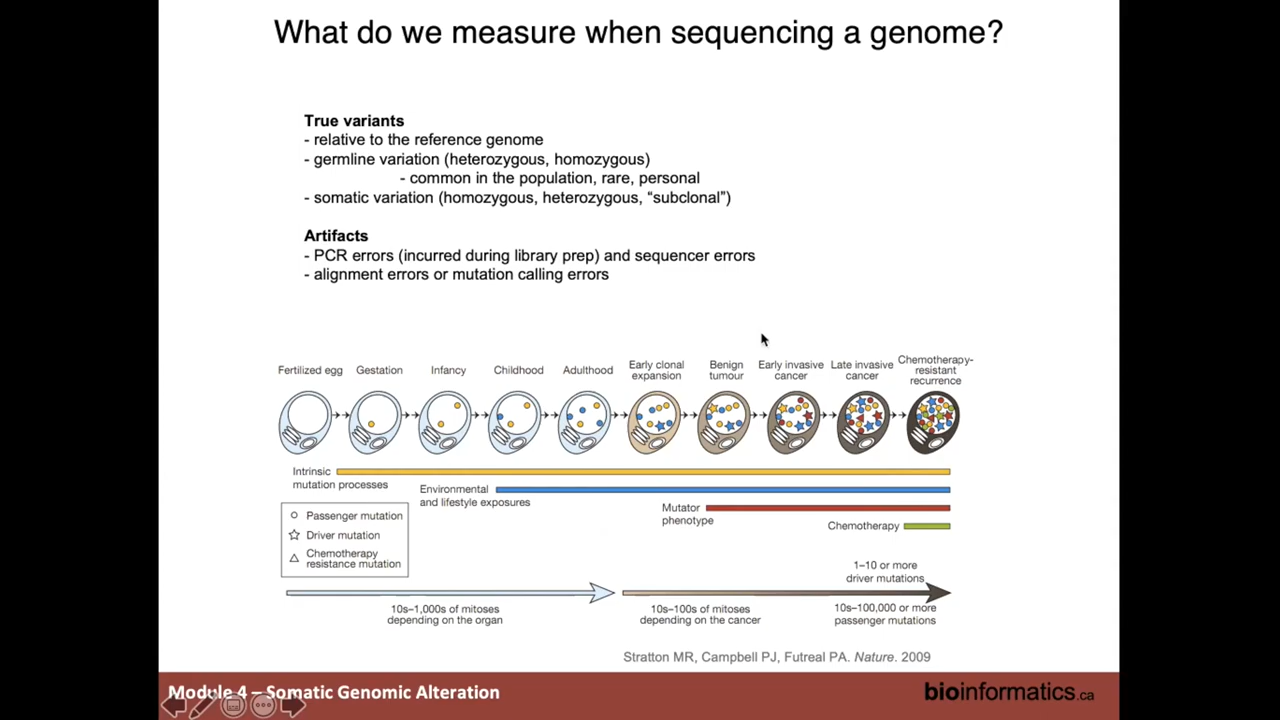 What do we measure when sequencing a genome?
True variants
- relative to the reference genome
- germline variation (heterozygous, homozygous)
- common in the population, rare, personal
- somatic variation (homozygous, heterozygous, “subclonal”)
Artifacts
- PCR errors (incurred during library prep) and sequencer errors
- alignment errors or mutation calling errors
Fertilized egg
Gestation
Infancy
Childhood
Adulthood
Early clonal
expansion
Benign
tumour
Early invasive
cancer
Late invasive
cancer
Chemotherapy-
resistant
recurrence
Intrinsic
mutation processes
Environmental
and lifestyle exposures
Mutator
phenotype
Chemotherapy
Passenger mutation
Driver mutation
Chemotherapy
resistance mutation
1–10 or more
driver mutations
10s–1,000s of mitoses
depending on the organ
10s–100s of mitoses
depending on the cancer
10s–100,000 or more
passenger mutations
Stratton MR, Campbell PJ, Futreal PA. Nature. 2009
Module 4 – Somatic Genomic Alteration
bioinformatics.ca